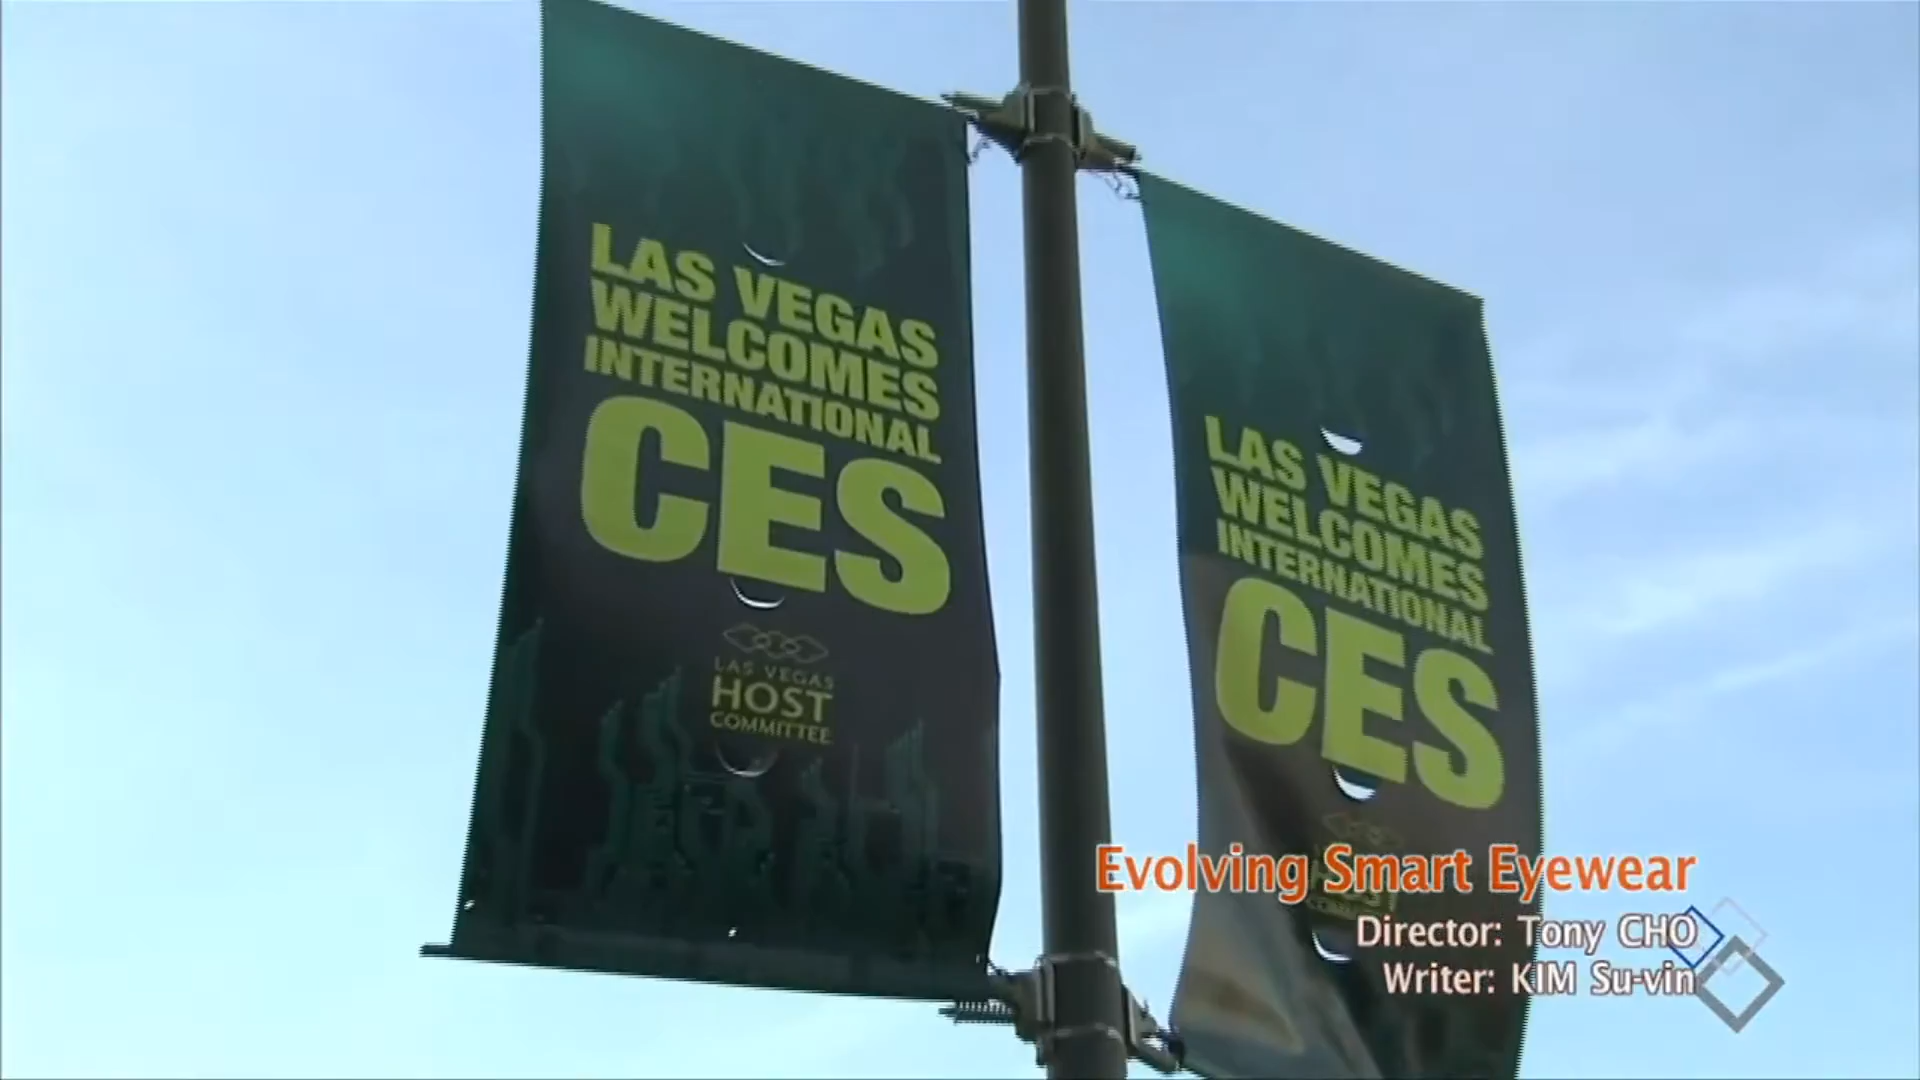 LAS VEGAS
WELCOMES
INTERNATIONAL
CES
LAS VEGAS
HOST
COMMITTEE
LAS VEGAS
WELCOMES
INTERNATIONAL
CES
HOST
Evolving Smart Eyewear
Director: Tony CHO
Writer: KIM Su-vin